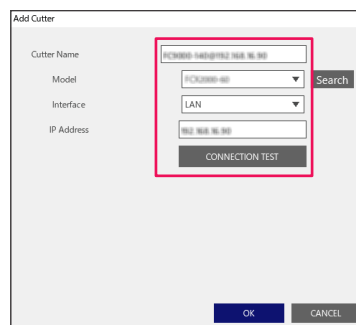 Add Cutter
Cutter Name
Model
Search
Interface
LAN
IP Address
CONNECTION TEST
OK
CANCEL